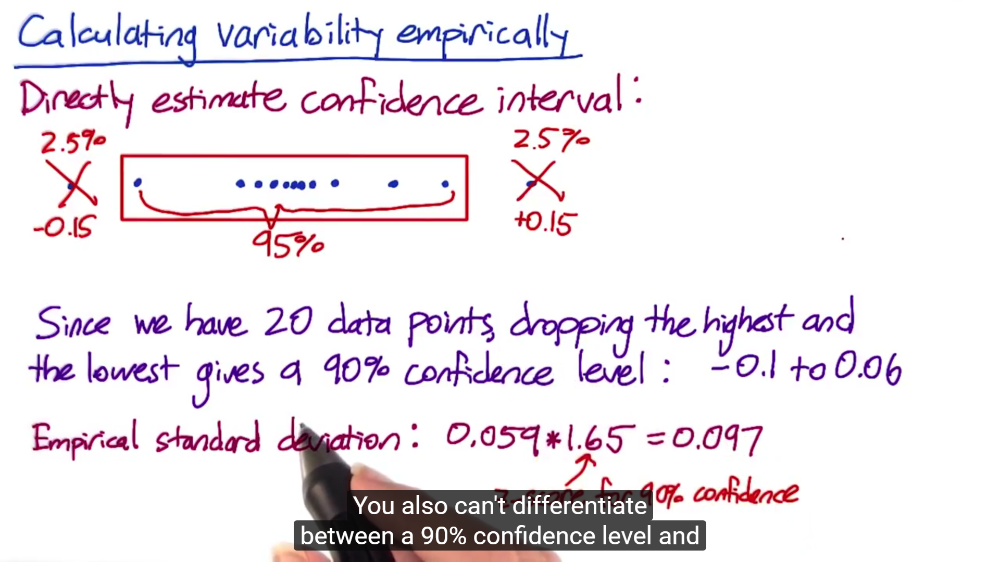 Calculating variability empirically
Directly estimate confidence interval:
2.5% 2.5%
-0.15 +0.15
95%
Since we have 20 data points, dropping the highest and
the lowest gives a 90% confidence level: -0.1 to 0.06
Empirical standard deviation: 0.059*1.65 = 0.097
z-score for 90% confidence
You also can't differentiate
between a 90% confidence level and